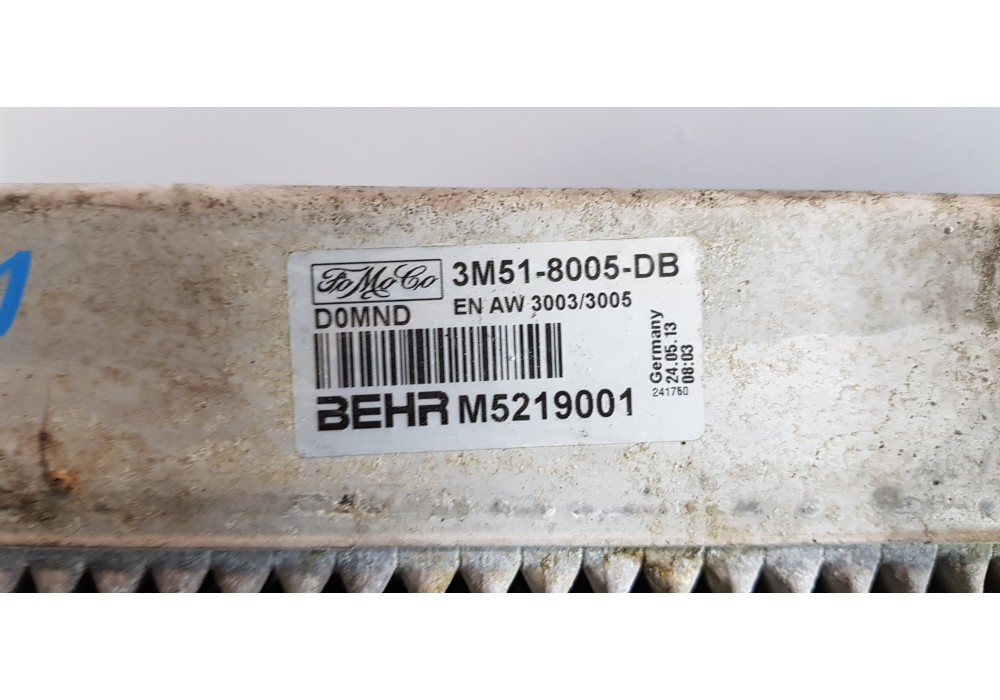 FoMoCo 3M51-8005-DB
D0MND EN AW 3003/3005
BEHR M5219001
Germany
24.05.13
08:03
241750